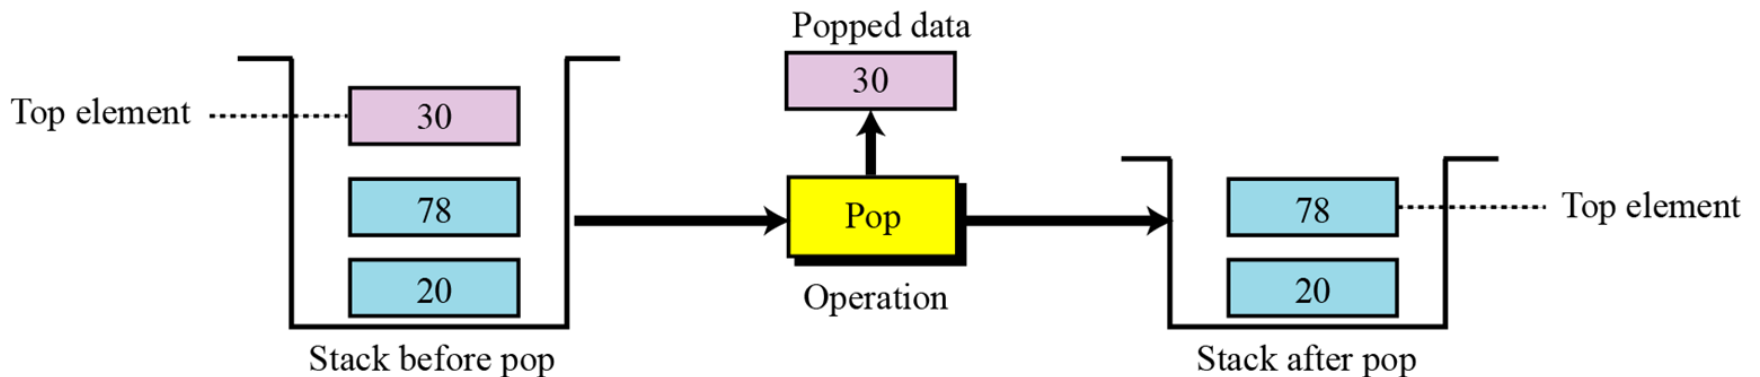 Popped data
30
Top element
30
78
20
Stack before pop
Pop
Operation
78
Top element
20
Stack after pop